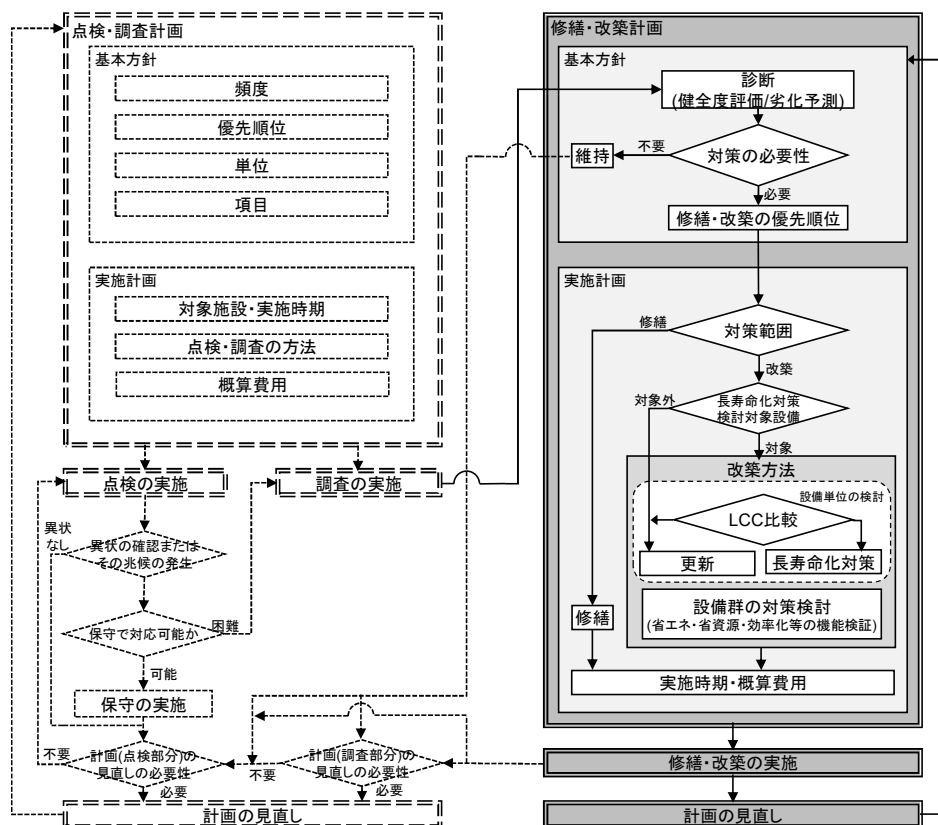 点検・調査計画
基本方針
頻度
優先順位
単位
項目
実施計画
対象施設・実施時期
点検・調査の方法
概算費用
点検の実施
調査の実施
異状
なし
異状の確認または
その兆候の発生
保守で対応可能か
困難
可能
保守の実施
計画(点検部分)の
見直しの必要性
不要
必要
計画(調査部分)の
見直しの必要性
不要
必要
計画の見直し
修繕・改築計画
基本方針
診断
(健全度評価/劣化予測)
対策の必要性
不要
維持
必要
修繕・改築の優先順位
実施計画
対策範囲
修繕
改築
長寿命化対策
検討対象設備
対象外
対象
改築方法
設備単位の検討
LCC比較
更新
長寿命化対策
設備群の対策検討
(省エネ・省資源・効率化等の機能検証)
修繕
実施時期・概算費用
修繕・改築の実施
計画の見直し